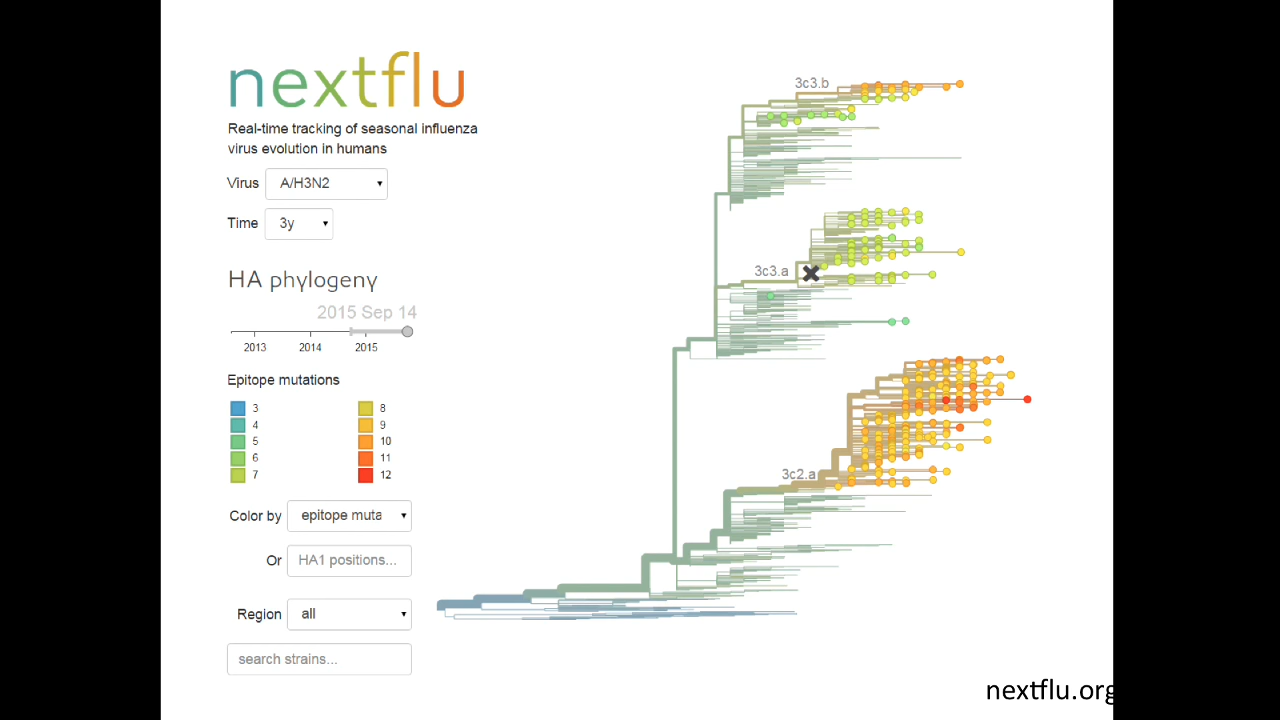 nextflu
Real-time tracking of seasonal influenza
virus evolution in humans
Virus A/H3N2
Time 3y
HA phylogeny
2015 Sep 14
2013 2014 2015
Epitope mutations
3 8
4 9
5 10
6 11
7 12
Color by epitope muta
Or HA1 positions...
Region all
search strains...
3c3.b
3c3.a
3c2.a
nextflu.org